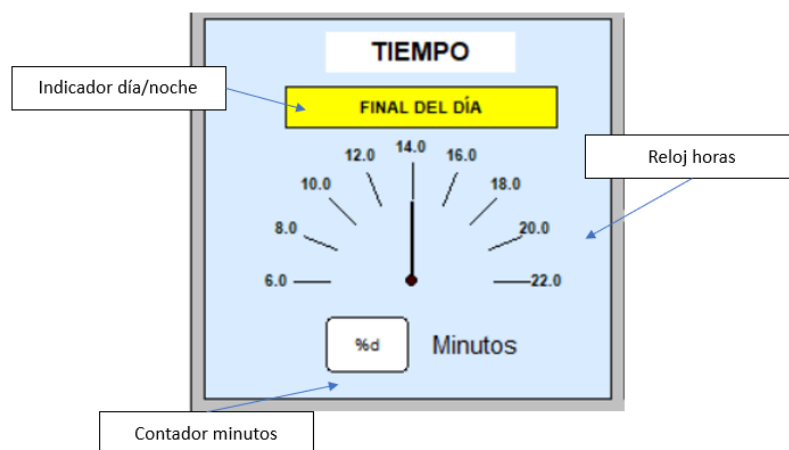 TIEMPO
Indicador día/noche
FINAL DEL DÍA
14.0
12.0
16.0
Reloj horas
10.0
18.0
8.0
20.0
6.0
22.0
%d
Minutos
Contador minutos